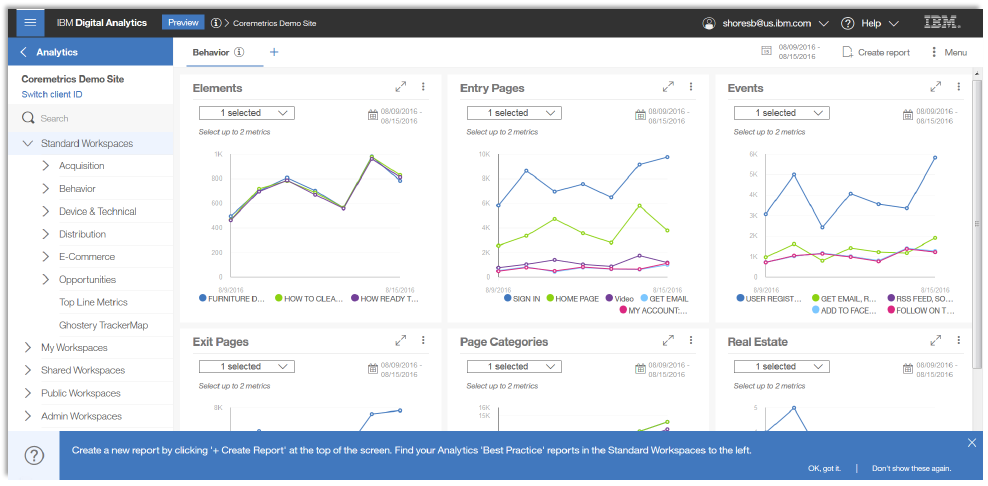 IBM Digital Analytics Preview Coremetrics Demo Site shoresb@us.ibm.com Help IBM
Analytics
Behavior + 08/09/2016 - 08/15/2016 Create report Menu
Coremetrics Demo Site
Switch client ID
Search
Standard Workspaces
Acquisition
Behavior
Device & Technical
Distribution
E-Commerce
Opportunities
Top Line Metrics
Ghostery TrackerMap
My Workspaces
Shared Workspaces
Public Workspaces
Admin Workspaces
Elements
1 selected 08/09/2016 -
08/15/2016
Select up to 2 metrics
1K
800
600
400
200
0
8/9/2016 8/15/2016
FURNITURE D... HOW TO CLEA... HOW READY T...
Entry Pages
1 selected 08/09/2016 -
08/15/2016
Select up to 2 metrics
10K
8K
6K
4K
2K
0
8/9/2016 8/15/2016
SIGN IN HOME PAGE Video GET EMAIL
MY ACCOUNT:...
Events
1 selected 08/09/2016 -
08/15/2016
Select up to 2 metrics
6K
5K
4K
3K
2K
1K
0
8/9/2016 8/15/2016
USER REGIST... GET EMAIL, R... RSS FEED, SO...
ADD TO FACE... FOLLOW ON T...
Exit Pages
1 selected 08/09/2016 -
08/15/2016
Select up to 2 metrics
8K
Page Categories
1 selected 08/09/2016 -
08/15/2016
Select up to 2 metrics
16K
15K
Real Estate
1 selected 08/09/2016 -
08/15/2016
Select up to 2 metrics
5
Create a new report by clicking '+ Create Report' at the top of the screen. Find your Analytics 'Best Practice' reports in the Standard Workspaces to the left.
OK, got it. | Don't show these again.